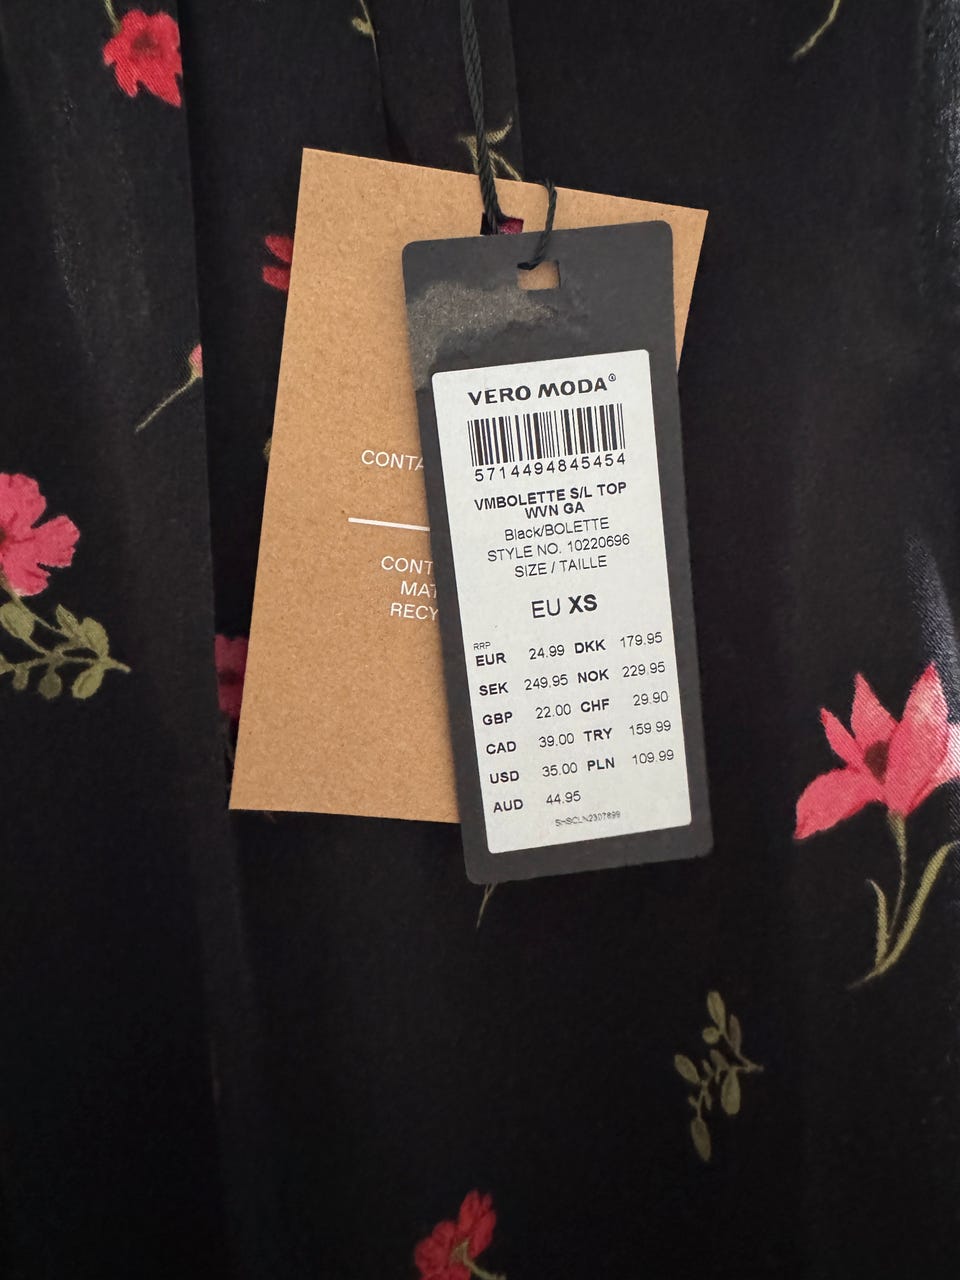 CONTA
CONT
MAT
RECY
VERO MODA®
5714494845454
VMBOLETTE S/L TOP
WVN GA
Black/BOLETTE
STYLE NO. 10220696
SIZE / TAILLE
EU XS
RRP
EUR 24.99 DKK 179.95
SEK 249.95 NOK 229.95
GBP 22.00 CHF 29.90
CAD 39.00 TRY 159.99
USD 35.00 PLN 109.99
AUD 44.95
SHSCLN2307899